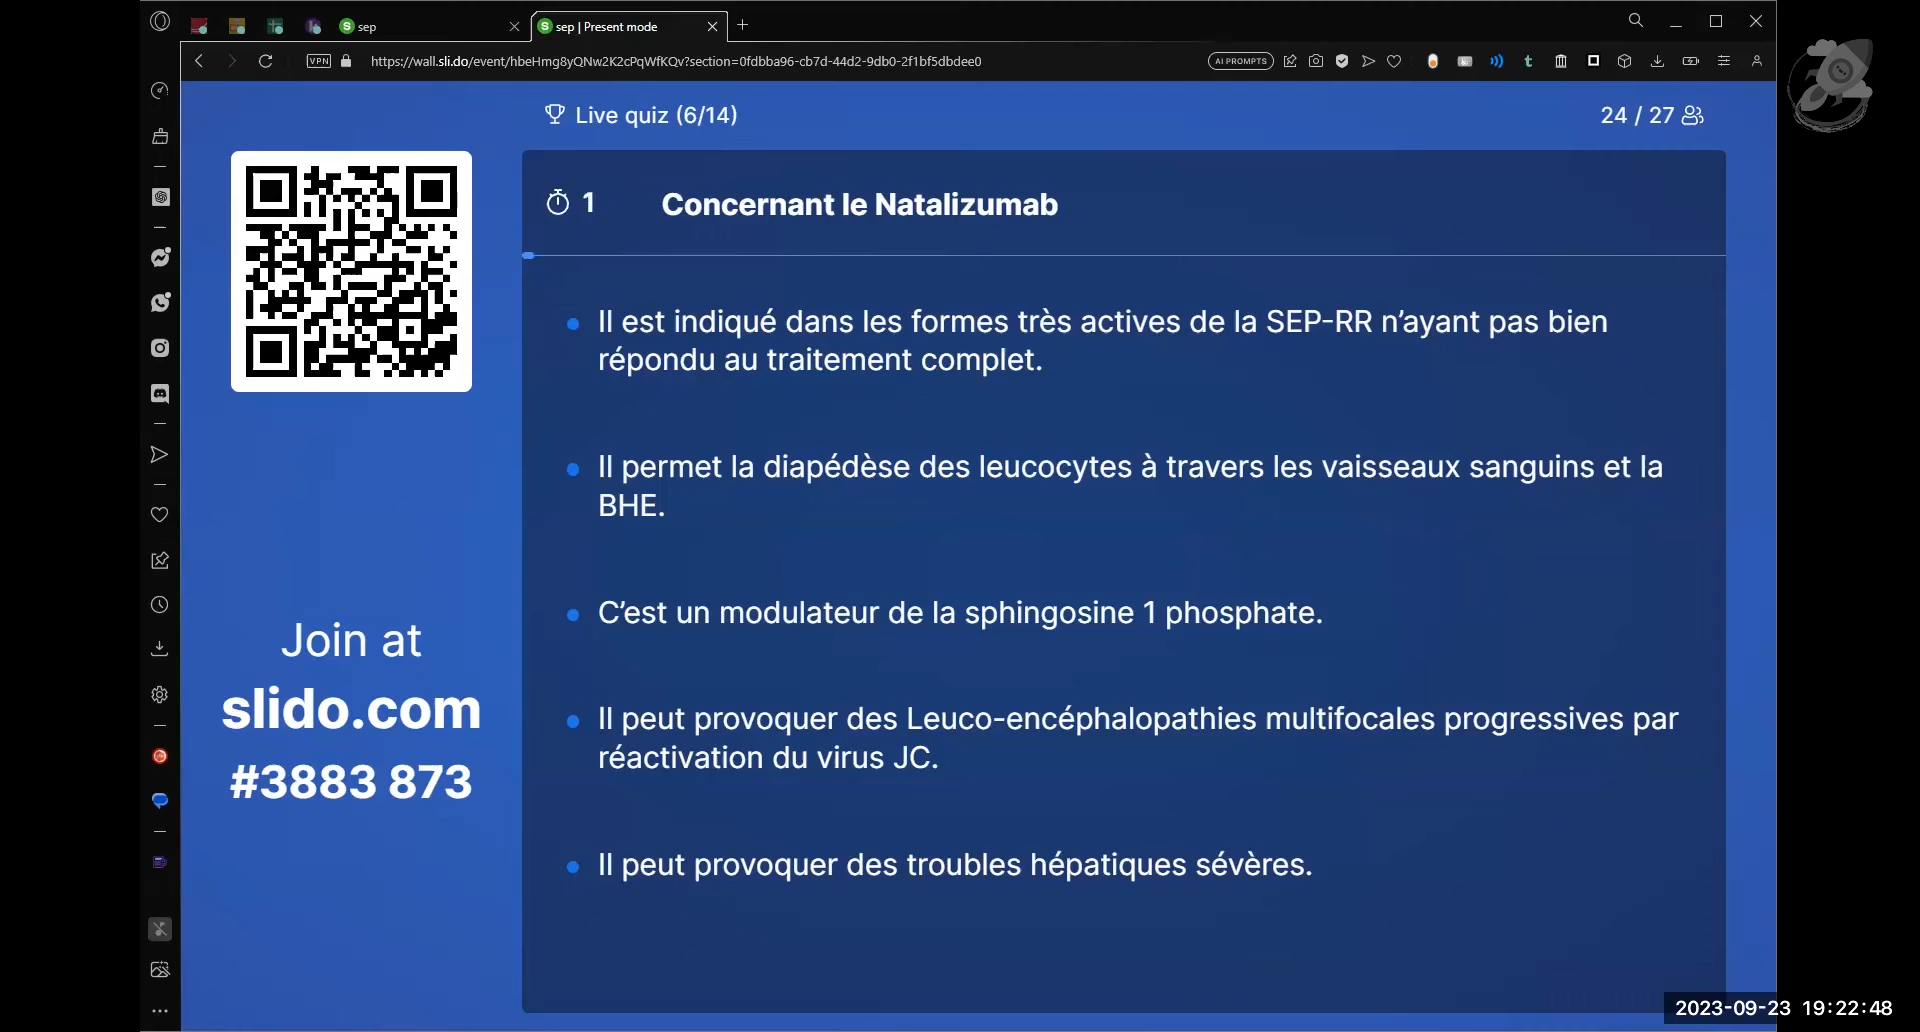 sep
sep | Present mode
VPN
https://wall.sli.do/event/hbeHmg8yQNw2K2cPqWfKQv?section=0fdbba96-cb7d-44d2-9db0-2f1bf5dbdee0
AI PROMPTS
Live quiz (6/14)
24 / 27
1
Concernant le Natalizumab
Il est indiqué dans les formes très actives de la SEP-RR n’ayant pas bien
répondu au traitement complet.
Il permet la diapédèse des leucocytes à travers les vaisseaux sanguins et la
BHE.
C’est un modulateur de la sphingosine 1 phosphate.
Il peut provoquer des Leuco-encéphalopathies multifocales progressives par
réactivation du virus JC.
Il peut provoquer des troubles hépatiques sévères.
Join at
slido.com
#3883 873
2023-09-23 19:22:48